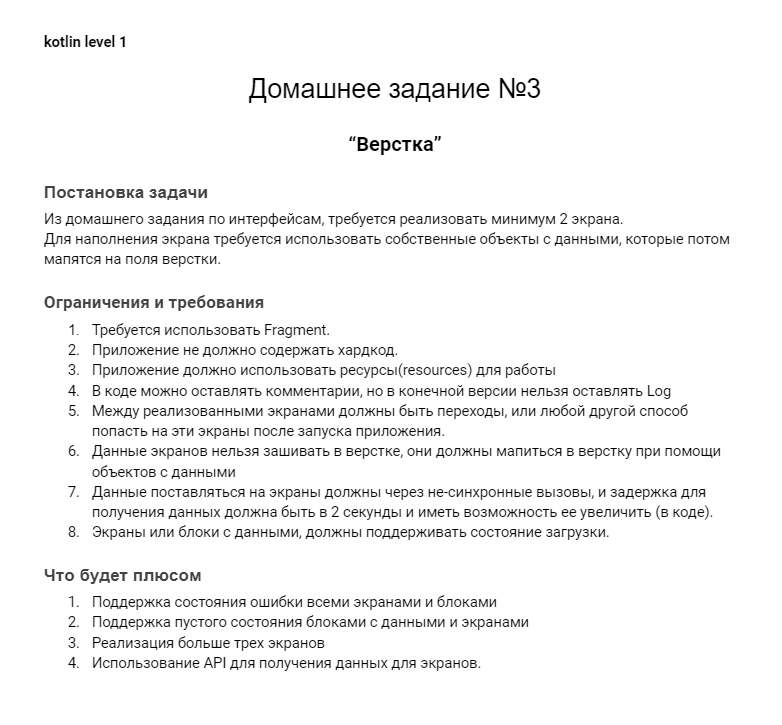 kotlin level 1
Домашнее задание №3
“Верстка”
Постановка задачи
Из домашнего задания по интерфейсам, требуется реализовать минимум 2 экрана.
Для наполнения экрана требуется использовать собственные объекты с данными, которые потом
мапятся на поля верстки.
Ограничения и требования
1. Требуется использовать Fragment.
2. Приложение не должно содержать хардкод.
3. Приложение должно использовать ресурсы(resources) для работы
4. В коде можно оставлять комментарии, но в конечной версии нельзя оставлять Log
5. Между реализованными экранами должны быть переходы, или любой другой способ
попасть на эти экраны после запуска приложения.
6. Данные экранов нельзя зашивать в верстке, они должны мапиться в верстку при помощи
объектов с данными
7. Данные поставляться на экраны должны через не-синхронные вызовы, и задержка для
получения данных должна быть в 2 секунды и иметь возможность ее увеличить (в коде).
8. Экраны или блоки с данными, должны поддерживать состояние загрузки.
Что будет плюсом
1. Поддержка состояния ошибки всеми экранами и блоками
2. Поддержка пустого состояния блоками с данными и экранами
3. Реализация больше трех экранов
4. Использование API для получения данных для экранов.